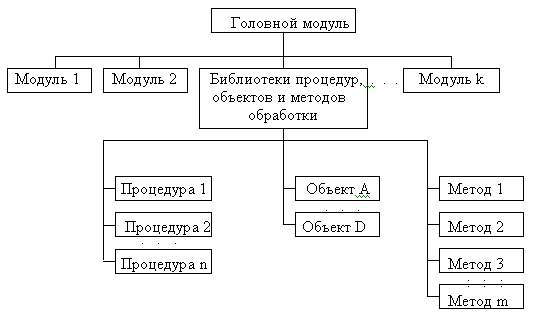 Головной модуль
Модуль 1
Модуль 2
Библиотеки процедур,
объектов и методов
обработки
. . .
Модуль k
Процедура 1
Процедура 2
. . .
Процедура n
Объект A
. . .
Объект D
Метод 1
Метод 2
Метод 3
. . .
Метод m